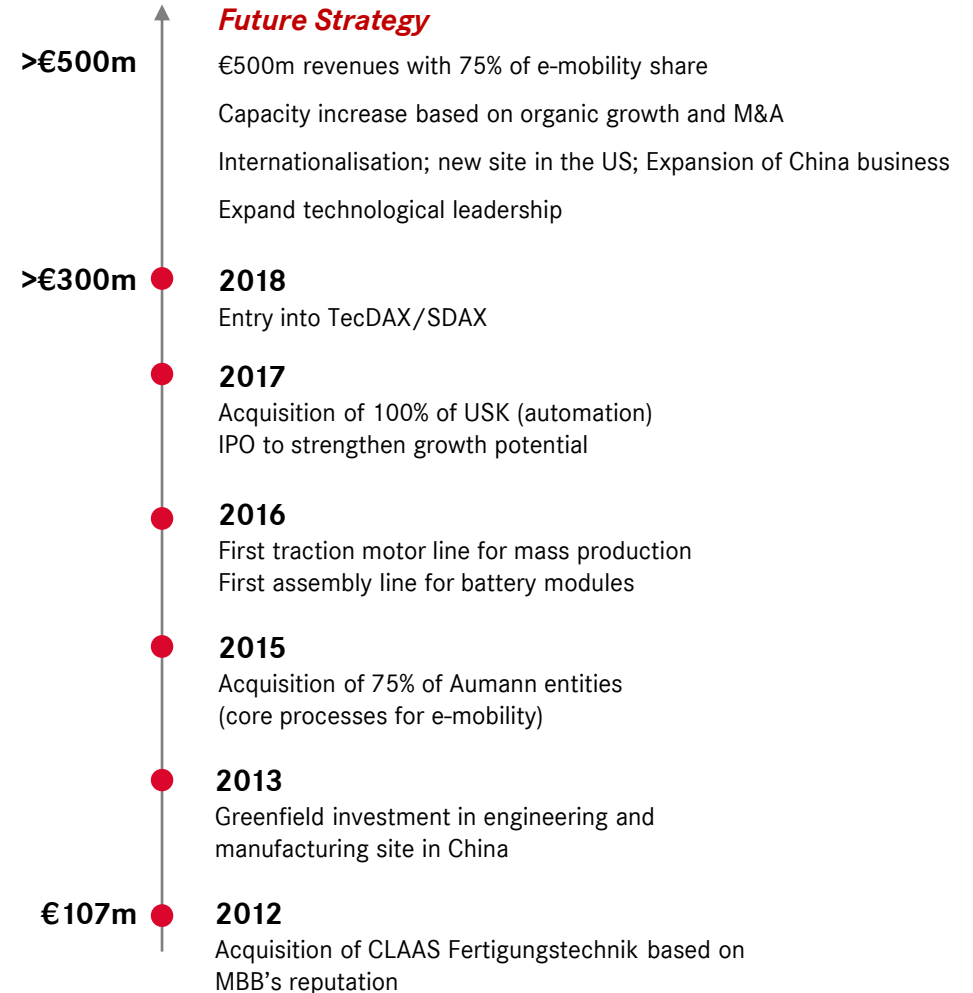 Future Strategy
>€500m
€500m revenues with 75% of e-mobility share
Capacity increase based on organic growth and M&A
Internationalisation; new site in the US; Expansion of China business
Expand technological leadership
>€300m
2018
Entry into TecDAX/SDAX
2017
Acquisition of 100% of USK (automation)
IPO to strengthen growth potential
2016
First traction motor line for mass production
First assembly line for battery modules
2015
Acquisition of 75% of Aumann entities
(core processes for e-mobility)
2013
Greenfield investment in engineering and
manufacturing site in China
€107m
2012
Acquisition of CLAAS Fertigungstechnik based on
MBB’s reputation